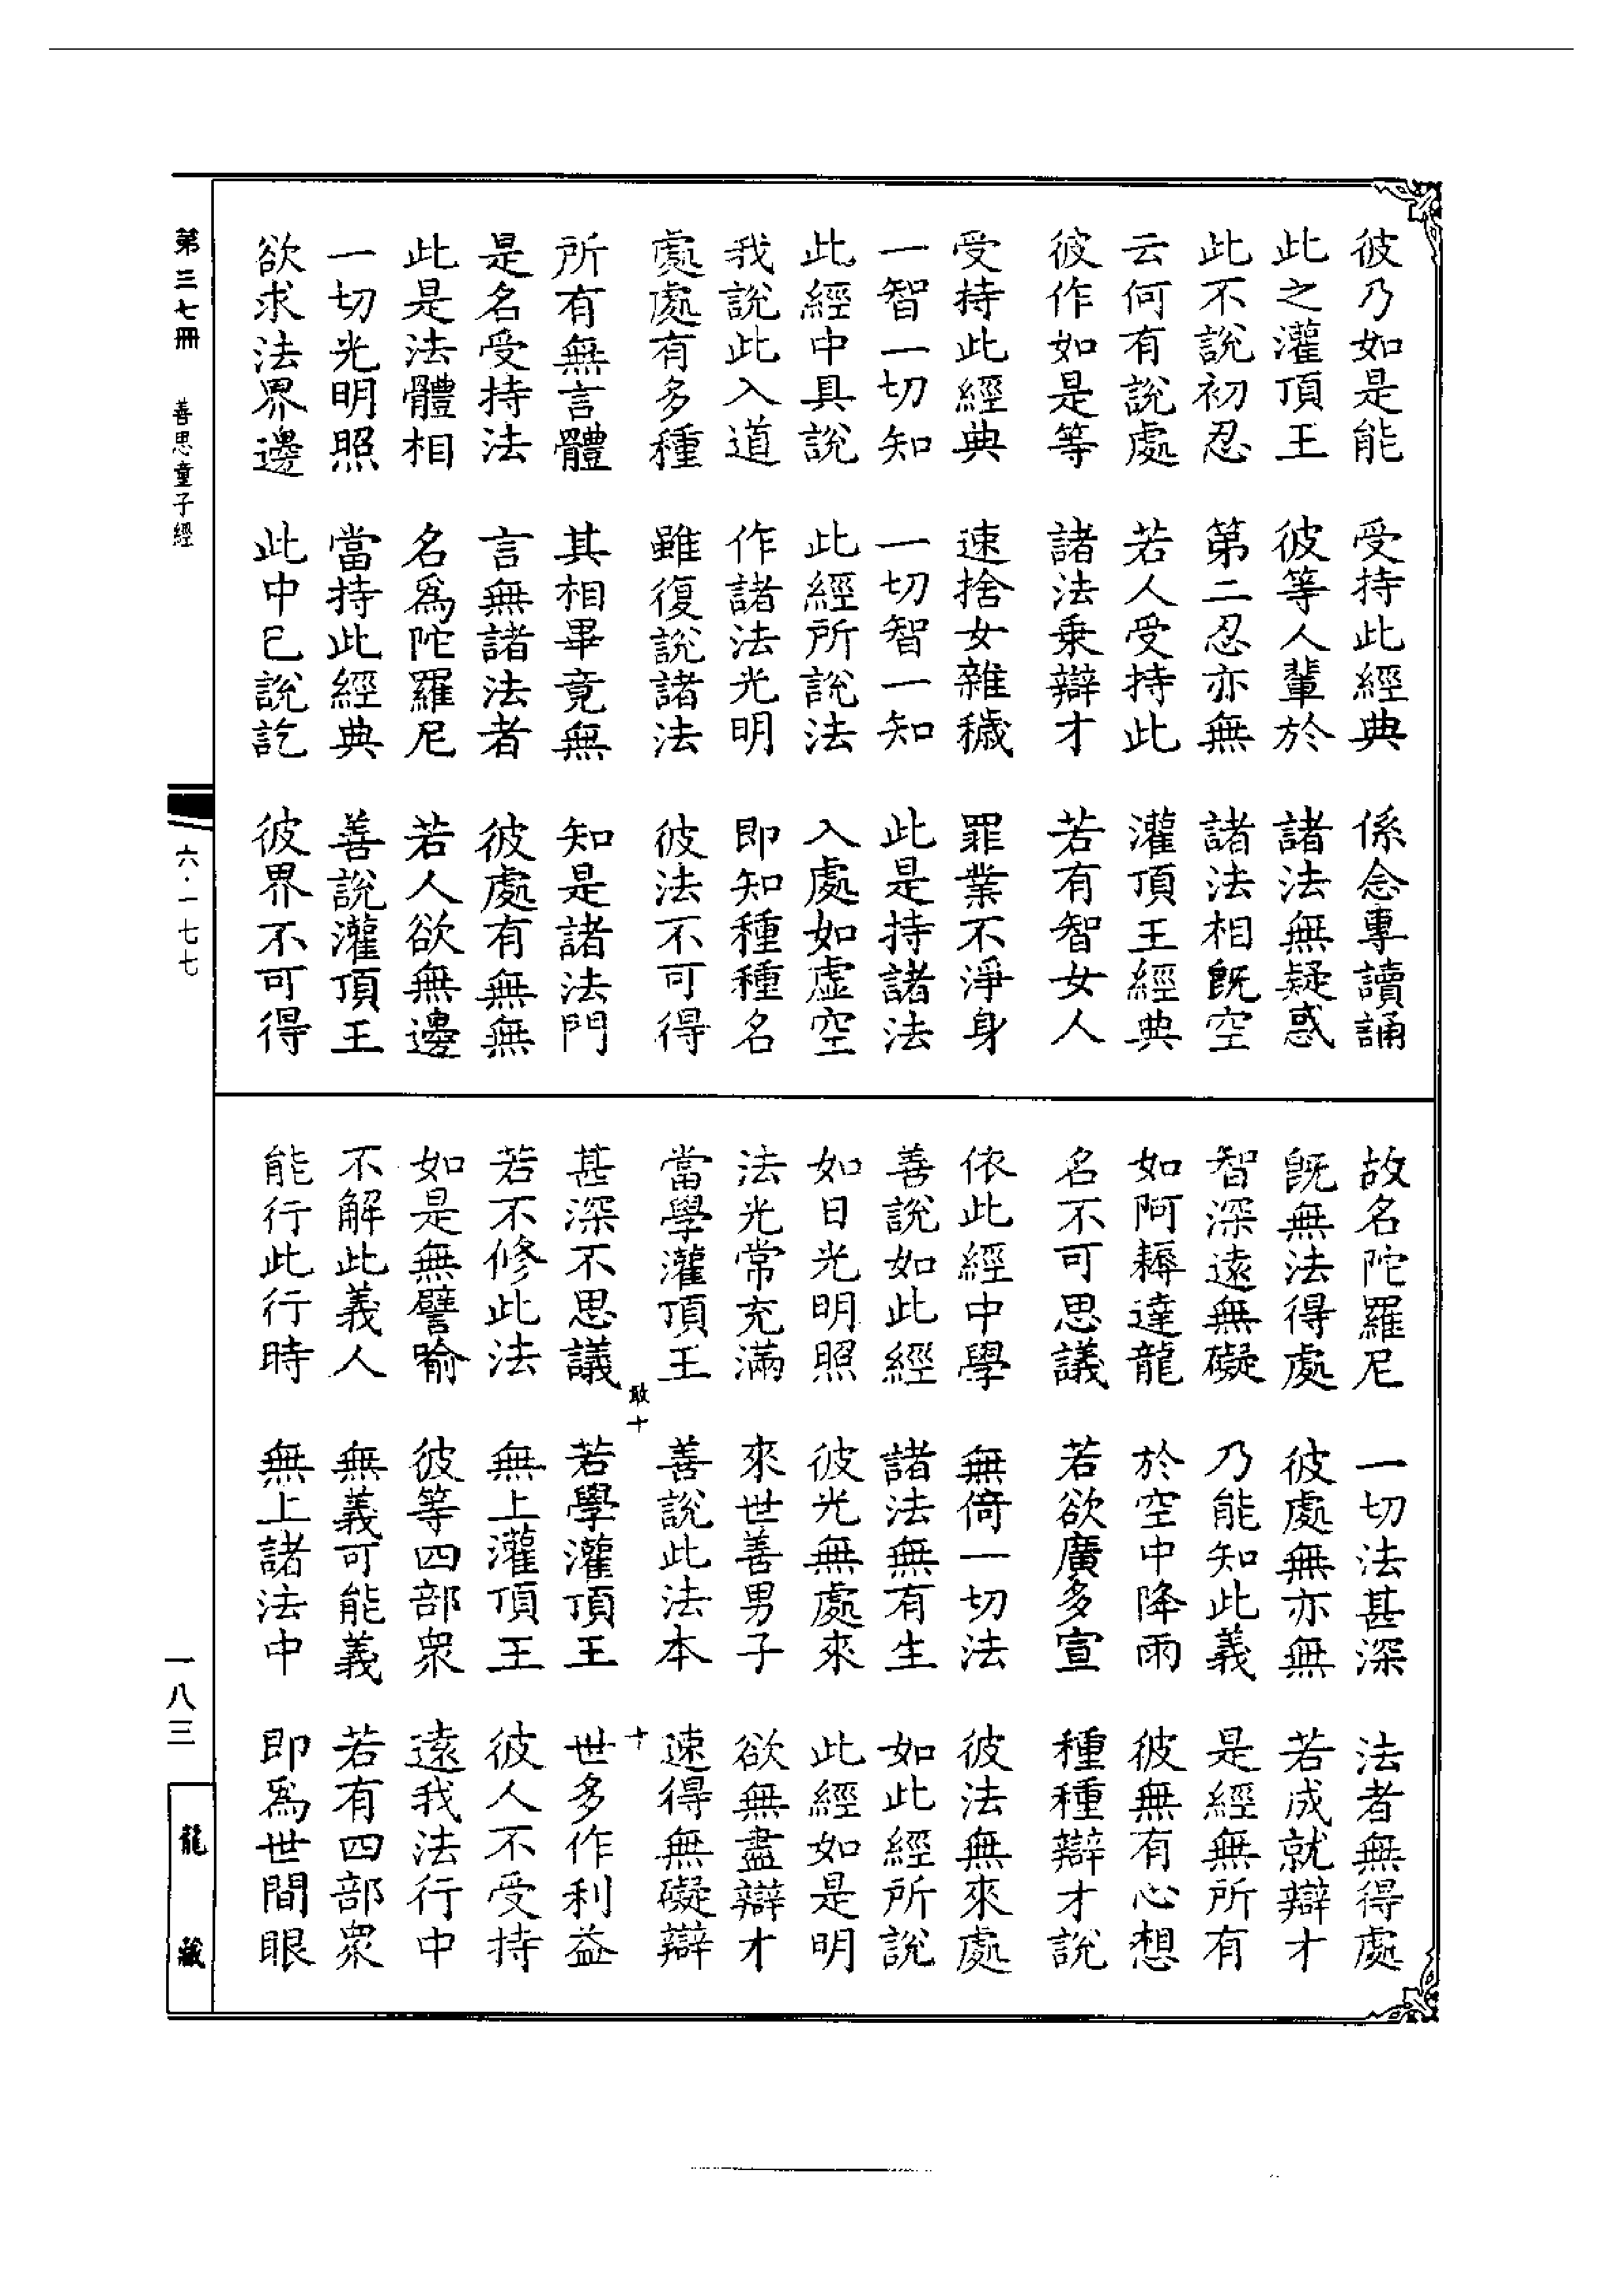 彼乃如是能　受持此經典　係念專讀誦
此之灌頂王　彼等人輩於　諸法無疑惑
此不說初忍　第二忍亦無　諸法相旣空
云何有說處　若人受持此　灌頂王經典
彼作如是等　諸法乗辯才　若有智女人
受持此經典　速捨女雜穢　罪業不淨身
一智一切知　一切智一知　此是持諸法
此經中具說　此經所說法　入處如虛空
我說此入道　作諸法光明　即知種種名
處處有多種　雖復說諸法　彼法不可得
所有無言體　其相畢竟無　知是諸法門
是名受持法　言無諸法者　彼處有無無
此是法體相　名爲陀羅尼　若人欲無邊
一切光明照　當持此經典　善說灌頂王
欲求法界邊　此中已說訖　彼界不可得
故名陀羅尼　一切法甚深　法者無得處
旣無法得處　彼處無亦無　若成就辯才
智深遠無礙　乃能知此義　是經無所有
如阿耨達龍　於空中降雨　彼無有心想
名不可思議　若欲廣多宣　種種辯才說
依此經中學　無倚一切法　彼法無來處
善說如此經　諸法無有生　如此經所說
如日光明照　彼光無處來　此經如是明
法光常充滿　來世善男子　欲無盡辯才
當學灌頂王　善說此法本　速得無礙辯
敢十　十
甚深不思議　若學灌頂王　世多作利益
若不修此法　無上灌頂王　彼人不受持
如是無譬喻　彼等四部衆　遠我法行中
不解此義人　無義可能義　若有四部衆
能行此行時　無上諸法中　即爲世間眼
第三七冊　善思童子經　六·一七七　一八三　龍藏